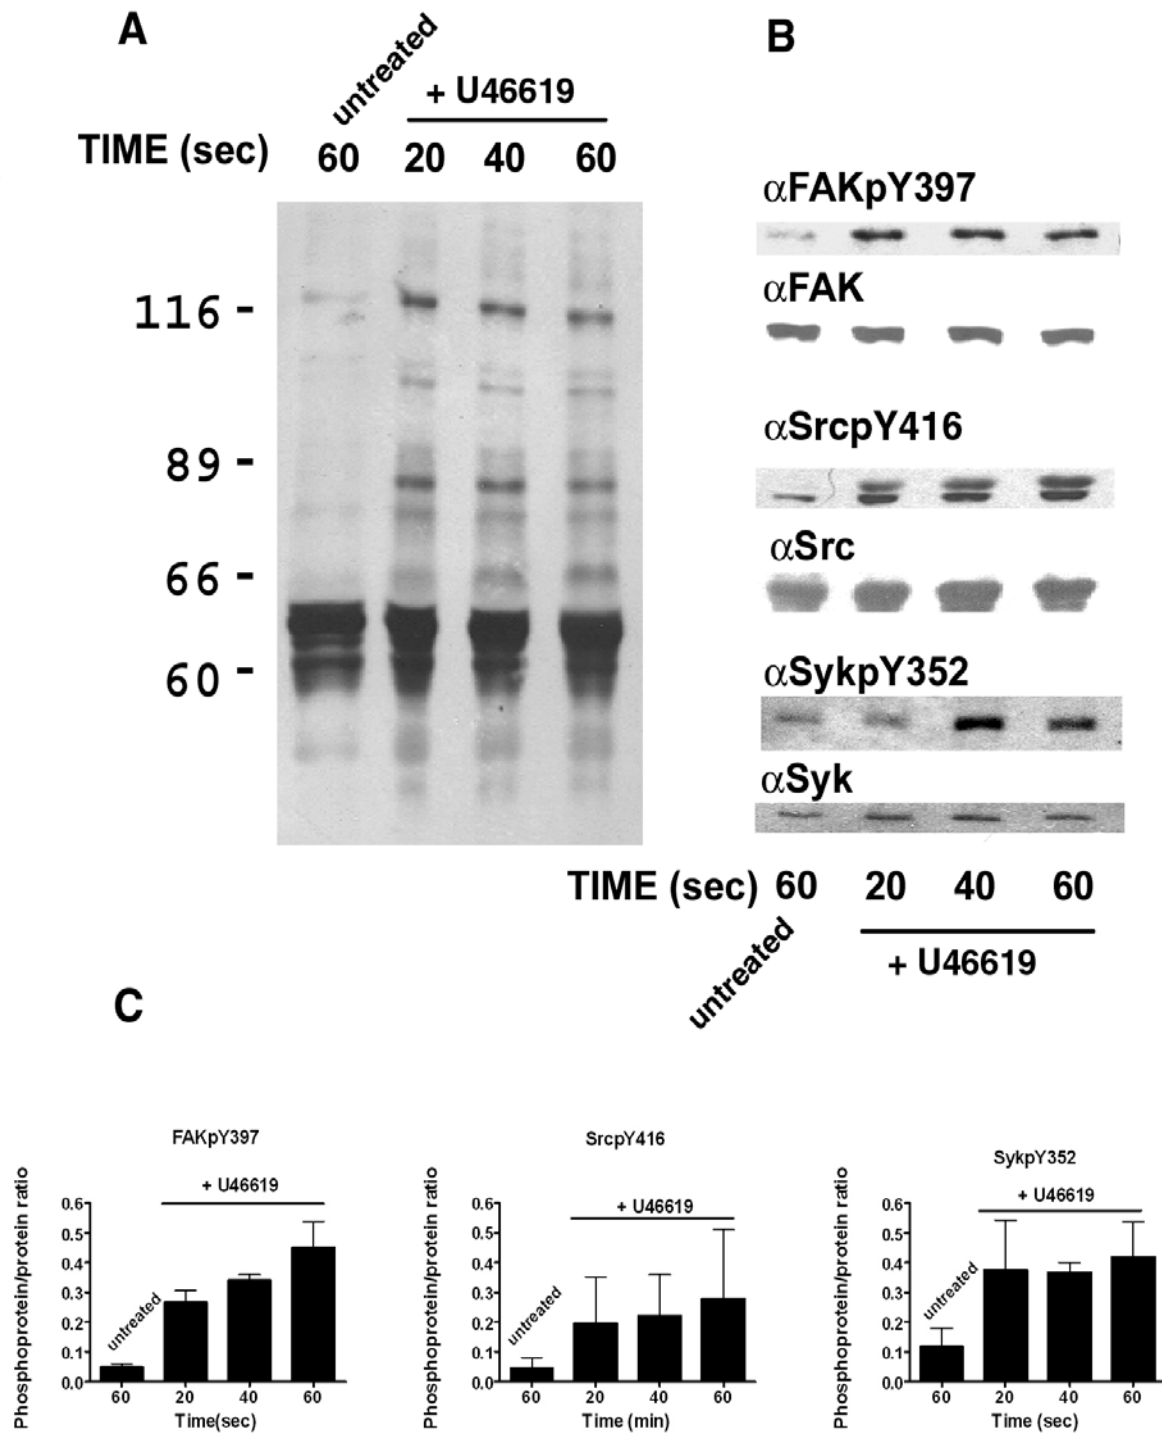 A
untreated
+ U46619
TIME (sec) 60 20 40 60
116 -
89 -
66 -
60 -
B
αFAKpY397
αFAK
αSrcpY416
αSrc
αSykpY352
αSyk
TIME (sec) 60 20 40 60
untreated
+ U46619
C
FAKpY397
+ U46619
Phosphoprotein/protein ratio
0.6
0.5
0.4
0.3
0.2
0.1
0.0
untreated
60 20 40 60
Time(sec)
SrcpY416
+ U46619
Phosphoprotein/protein ratio
0.6
0.5
0.4
0.3
0.2
0.1
0.0
untreated
60 20 40 60
Time (min)
SykpY352
+ U46619
Phosphoprotein/protein ratio
0.6
0.5
0.4
0.3
0.2
0.1
0.0
untreated
60 20 40 60
Time (sec)